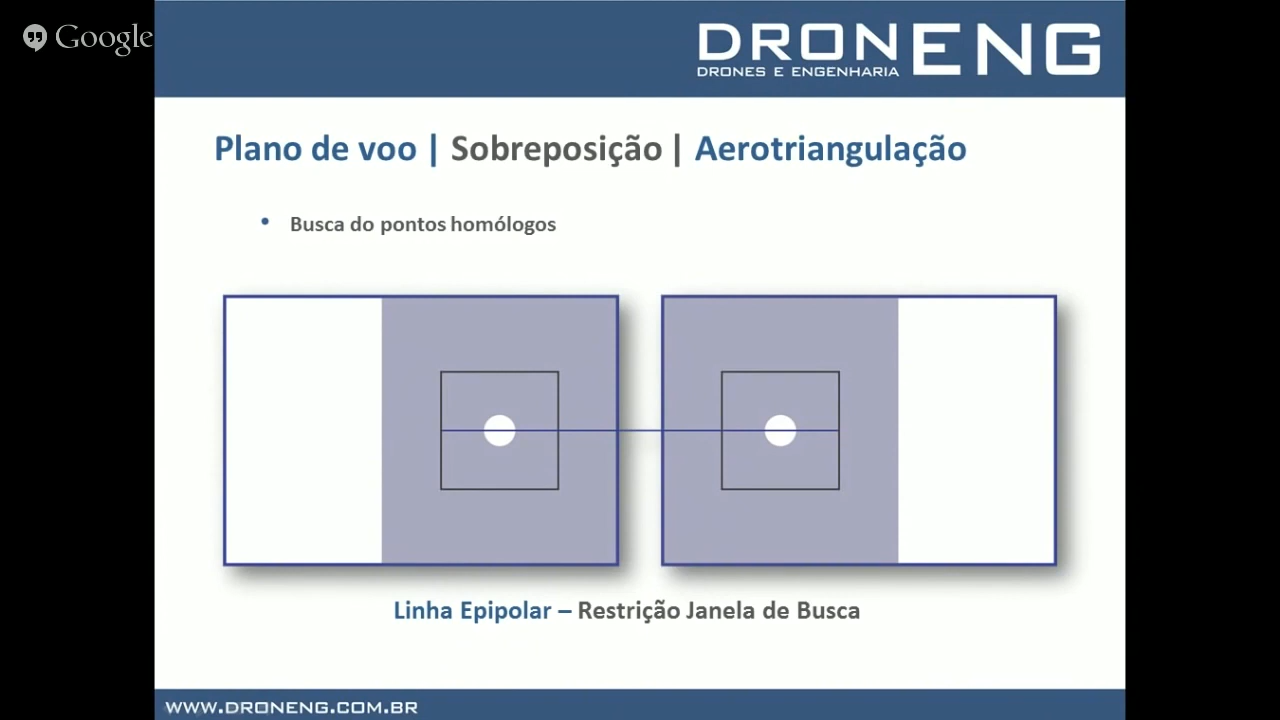 Google
DRONENG
DRONES E ENGENHARIA
Plano de voo | Sobreposição | Aerotriangulação
• Busca do pontos homólogos
Linha Epipolar – Restrição Janela de Busca
WWW.DRONENG.COM.BR